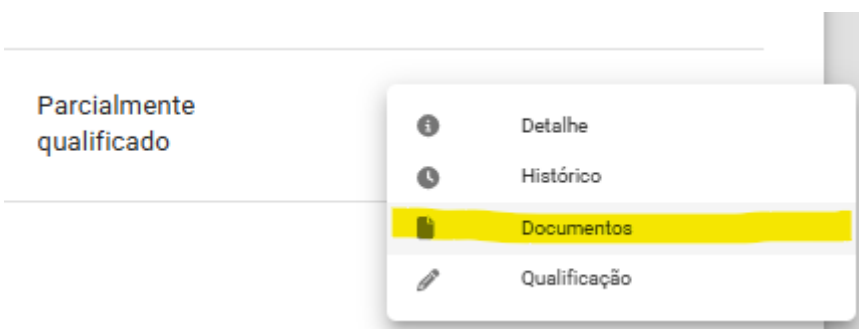 Parcialmente
qualificado
Detalhe
Histórico
Documentos
Qualificação